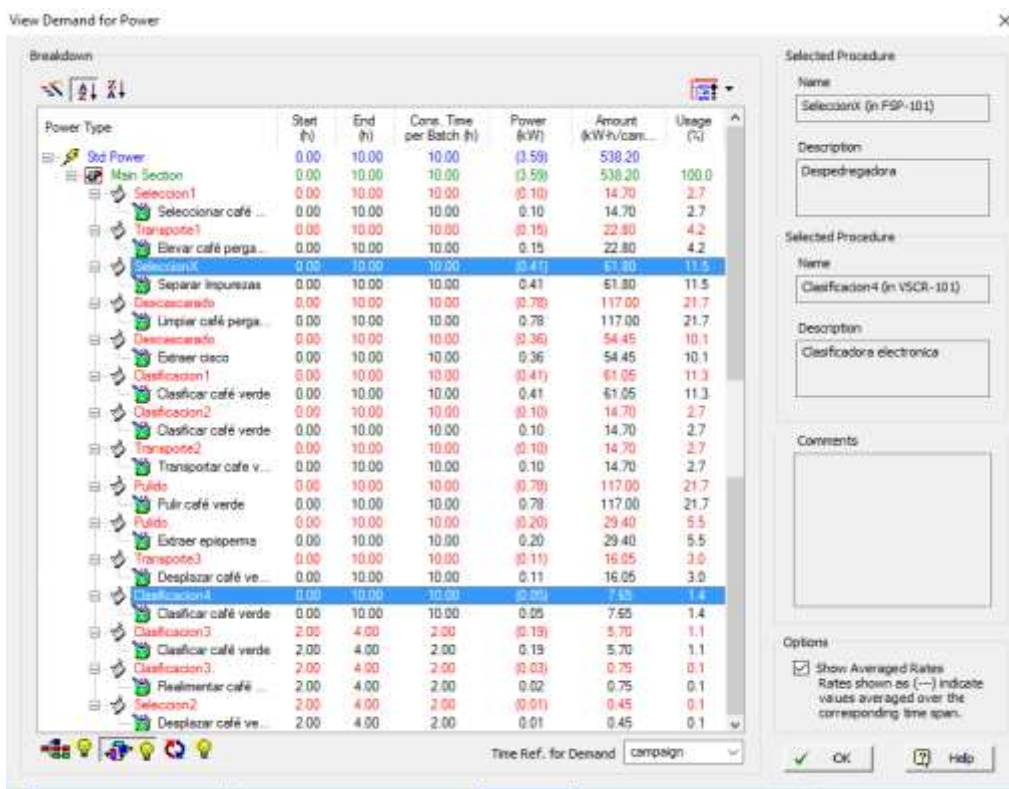 View Demand for Power
Breakdown
Power Type Start (h) End (h) Cons. Time per Batch (h) Power (kW) Amount (kW·h/cam... Usage (%)
Std Power 0.00 10.00 10.00 (3.59) 538.20
Main Section 0.00 10.00 10.00 (3.59) 538.20 100.0
Seleccion1 0.00 10.00 10.00 (0.10) 14.70 2.7
Seleccionar café ... 0.00 10.00 10.00 0.10 14.70 2.7
Transporte1 0.00 10.00 10.00 (0.15) 22.80 4.2
Elevar café perga... 0.00 10.00 10.00 0.15 22.80 4.2
SeleccionX 0.00 10.00 10.00 (0.41) 61.80 11.5
Separar Impurezas 0.00 10.00 10.00 0.41 61.80 11.5
Descascarado 0.00 10.00 10.00 (0.78) 117.00 21.7
Limpiar café perga... 0.00 10.00 10.00 0.78 117.00 21.7
Descascarado 0.00 10.00 10.00 (0.36) 54.45 10.1
Extraer cisco 0.00 10.00 10.00 0.36 54.45 10.1
Clasificacion1 0.00 10.00 10.00 (0.41) 61.05 11.3
Clasificar café verde 0.00 10.00 10.00 0.41 61.05 11.3
Clasificacion2 0.00 10.00 10.00 (0.10) 14.70 2.7
Clasificar café verde 0.00 10.00 10.00 0.10 14.70 2.7
Transporte2 0.00 10.00 10.00 (0.10) 14.70 2.7
Transportar cafe v... 0.00 10.00 10.00 0.10 14.70 2.7
Pulido 0.00 10.00 10.00 (0.78) 117.00 21.7
Pulir café verde 0.00 10.00 10.00 0.78 117.00 21.7
Pulido. 0.00 10.00 10.00 (0.20) 29.40 5.5
Extraer episperma 0.00 10.00 10.00 0.20 29.40 5.5
Transporte3 0.00 10.00 10.00 (0.11) 16.05 3.0
Desplazar café ve... 0.00 10.00 10.00 0.11 16.05 3.0
Clasificacion4 0.00 10.00 10.00 (0.05) 7.65 1.4
Clasificar café verde 0.00 10.00 10.00 0.05 7.65 1.4
Clasificacion3 2.00 4.00 2.00 (0.19) 5.70 1.1
Clasificar café verde 2.00 4.00 2.00 0.19 5.70 1.1
Clasificacion3. 2.00 4.00 2.00 (0.03) 0.75 0.1
Realimentar café ... 2.00 4.00 2.00 0.02 0.75 0.1
Seleccion2 2.00 4.00 2.00 (0.01) 0.45 0.1
Desplazar café ve... 2.00 4.00 2.00 0.01 0.45 0.1
Time Ref. for Demand campaign
Selected Procedure
Name
SeleccionX (in FSP-101)
Description
Despedregadora
Selected Procedure
Name
Clasificacion4 (in VSCR-101)
Description
Clasificadora electronica
Comments
Options
Show Averaged Rates
Rates shown as (---) indicate
values averaged over the
corresponding time span.
OK
Help